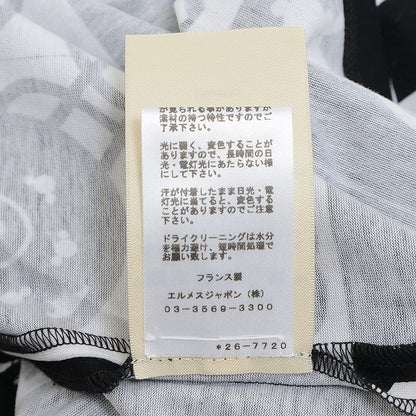 が見られる事がありますが
素材の持つ特性ですのでご
了承下さい。
光に弱く、変色することが
ありますので、長時間の日
光・電灯光にあたらない様
にして下さい。
汗が付着したまま日光・電
灯光に当てると、変色する
ことがありますのでご注意
下さい。
ドライクリーニングは水分
を極力避け、短時間処理で
お願い致します。
フランス製
エルメスジャポン（株）
03-3569-3300
*26-7720